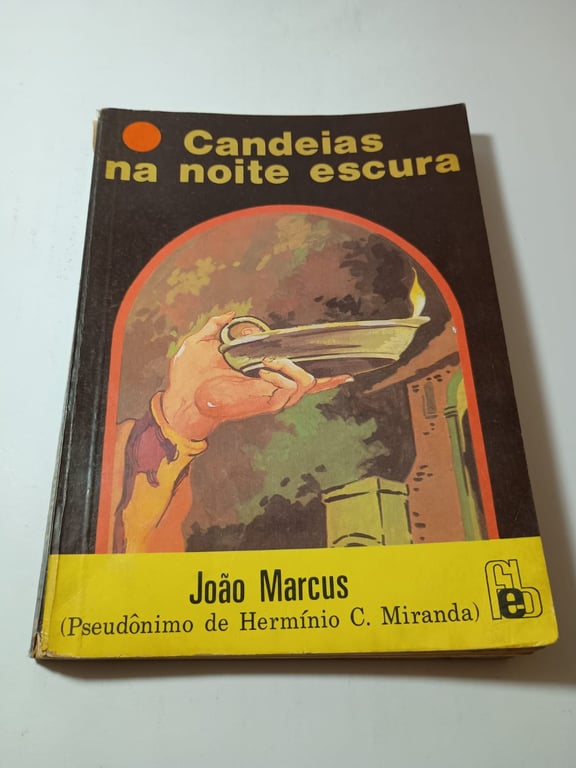 Candeias
na noite escura
João Marcus
(Pseudônimo de Hermínio C. Miranda)
feb